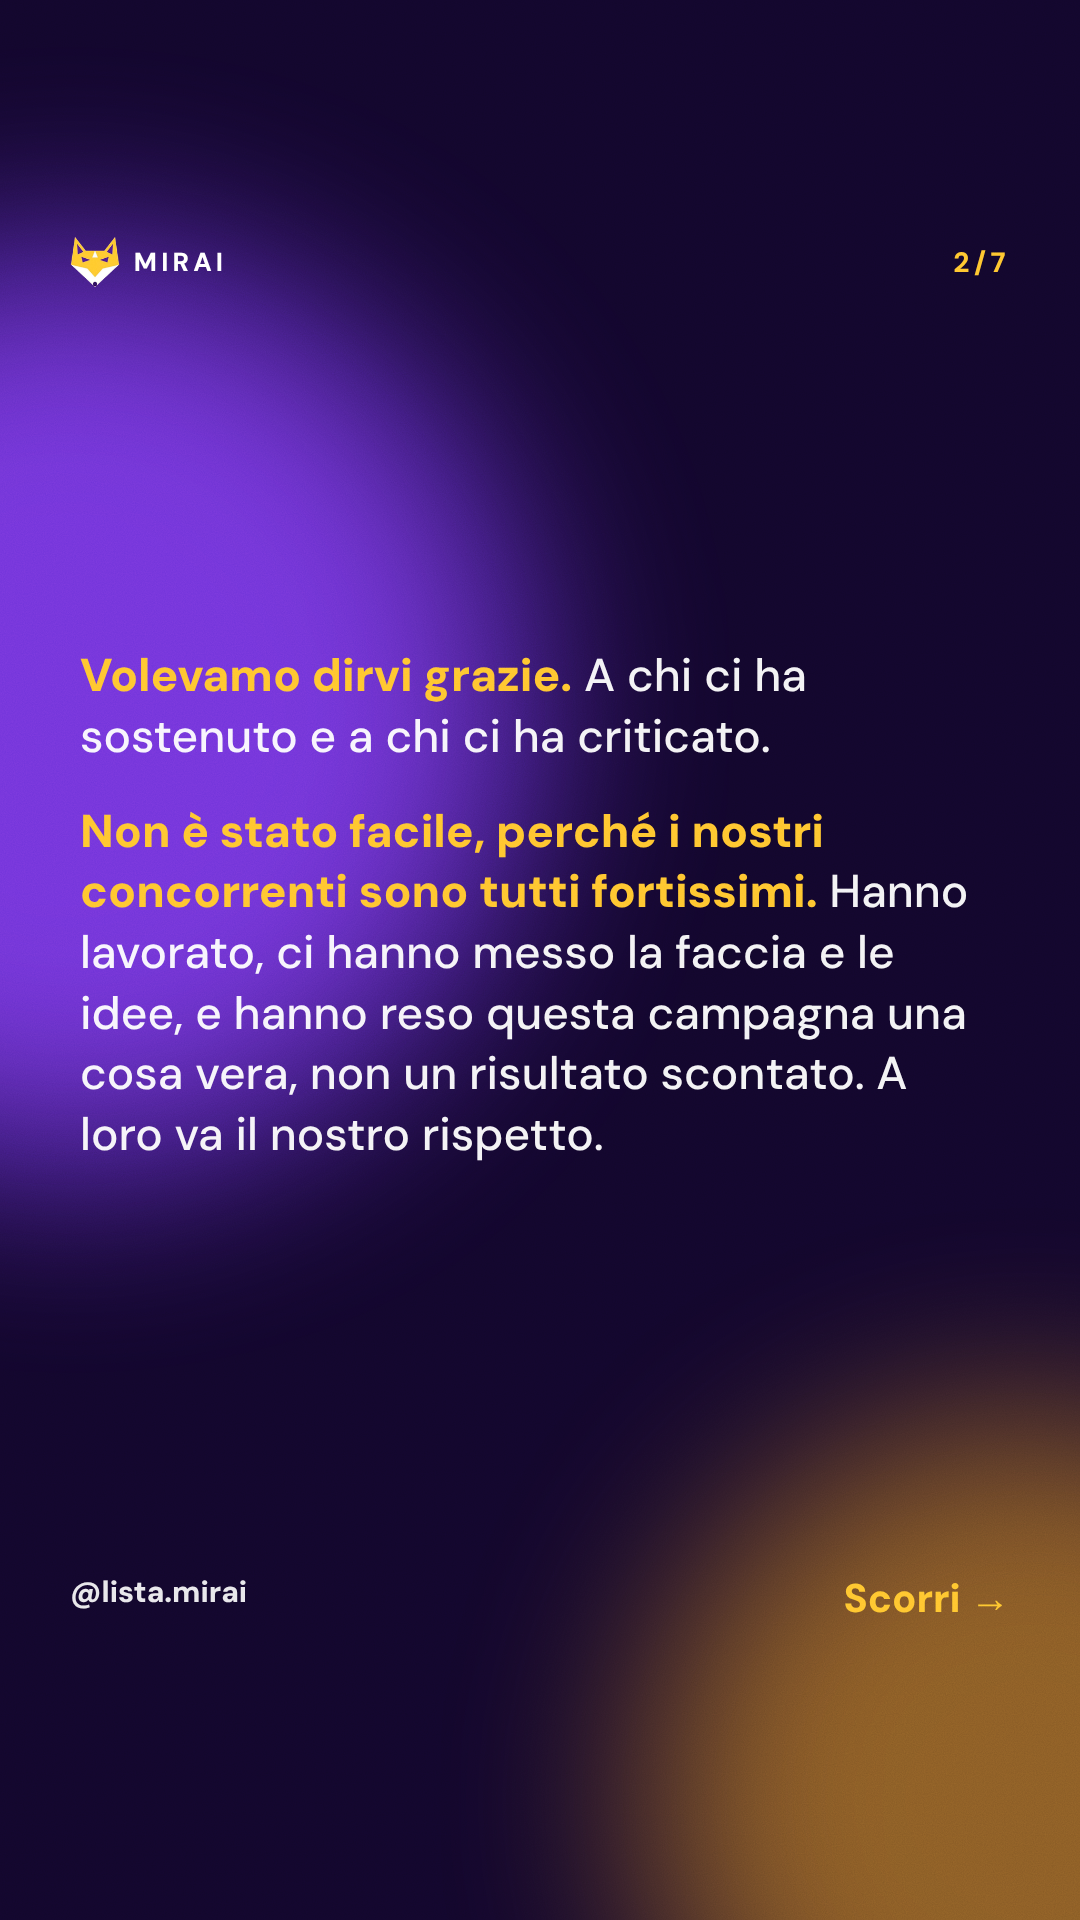 MIRAI
2/7
Volevamo dirvi grazie. A chi ci ha
sostenuto e a chi ci ha criticato.
Non è stato facile, perché i nostri
concorrenti sono tutti fortissimi. Hanno
lavorato, ci hanno messo la faccia e le
idee, e hanno reso questa campagna una
cosa vera, non un risultato scontato. A
loro va il nostro rispetto.
@lista.mirai
Scorri →